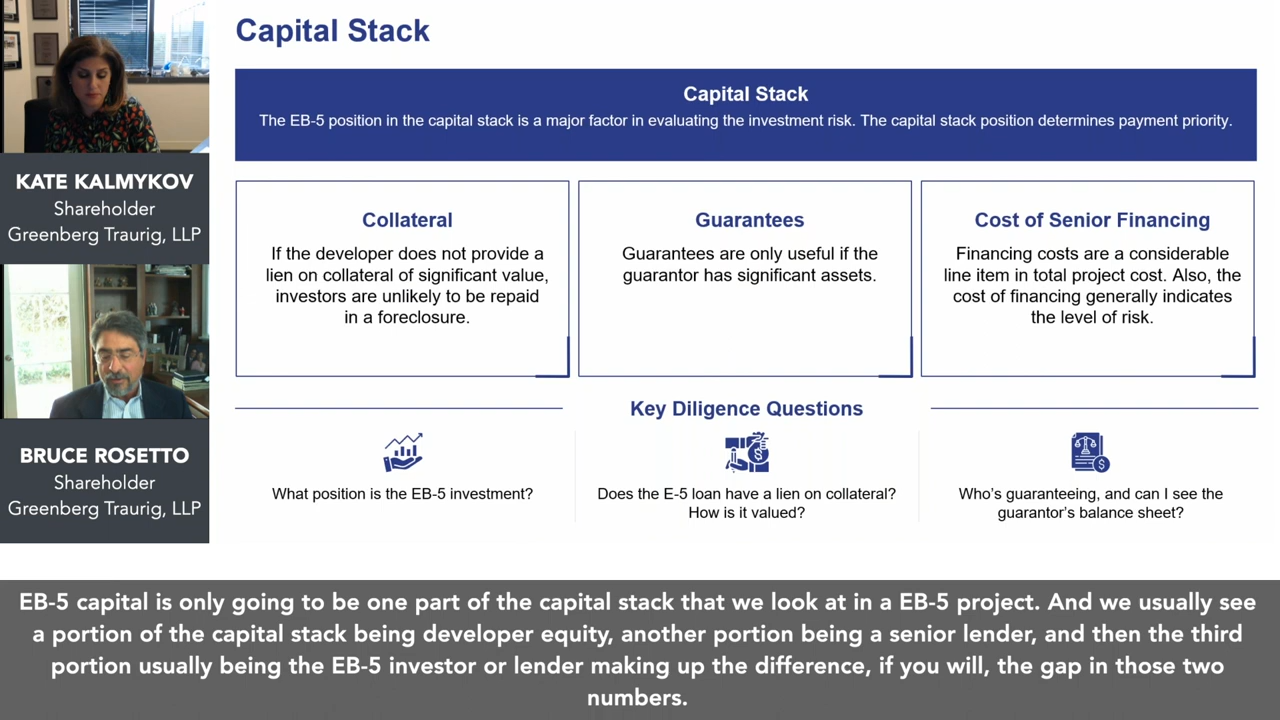 Capital Stack
KATE KALMYKOV
Shareholder
Greenberg Traurig, LLP
BRUCE ROSETTO
Shareholder
Greenberg Traurig, LLP
Capital Stack
The EB-5 position in the capital stack is a major factor in evaluating the investment risk. The capital stack position determines payment priority.
Collateral
If the developer does not provide a
lien on collateral of significant value,
investors are unlikely to be repaid
in a foreclosure.
Guarantees
Guarantees are only useful if the
guarantor has significant assets.
Cost of Senior Financing
Financing costs are a considerable
line item in total project cost. Also, the
cost of financing generally indicates
the level of risk.
Key Diligence Questions
What position is the EB-5 investment?
Does the E-5 loan have a lien on collateral?
How is it valued?
Who's guaranteeing, and can I see the
guarantor's balance sheet?
EB-5 capital is only going to be one part of the capital stack that we look at in a EB-5 project. And we usually see
a portion of the capital stack being developer equity, another portion being a senior lender, and then the third
portion usually being the EB-5 investor or lender making up the difference, if you will, the gap in those two
numbers.